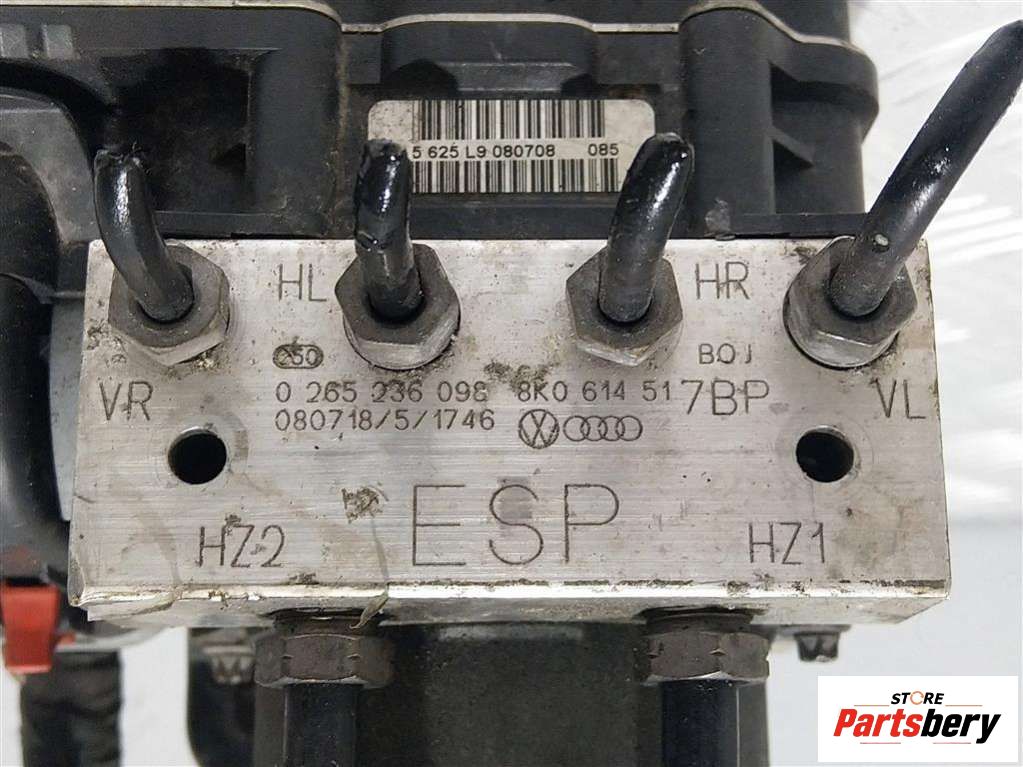 5 625 L9 080708 085
HL HR
250 BOJ
VR 0 265 236 098 8K0 614 517BP VL
080718/5/1746
ESP
HZ2 HZ1
STORE
Partsbery